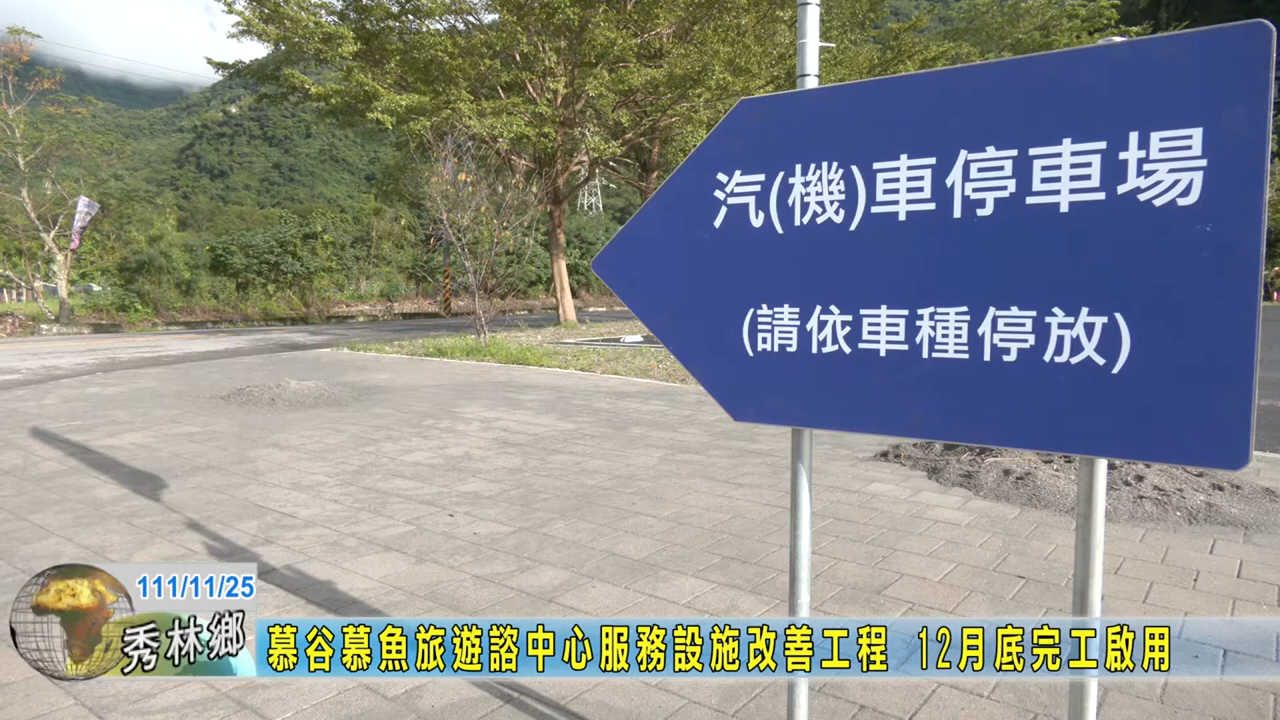 汽(機)車停車場
(請依車種停放)
111/11/25
秀林鄉
慕谷慕魚旅遊諮中心服務設施改善工程 12月底完工啟用